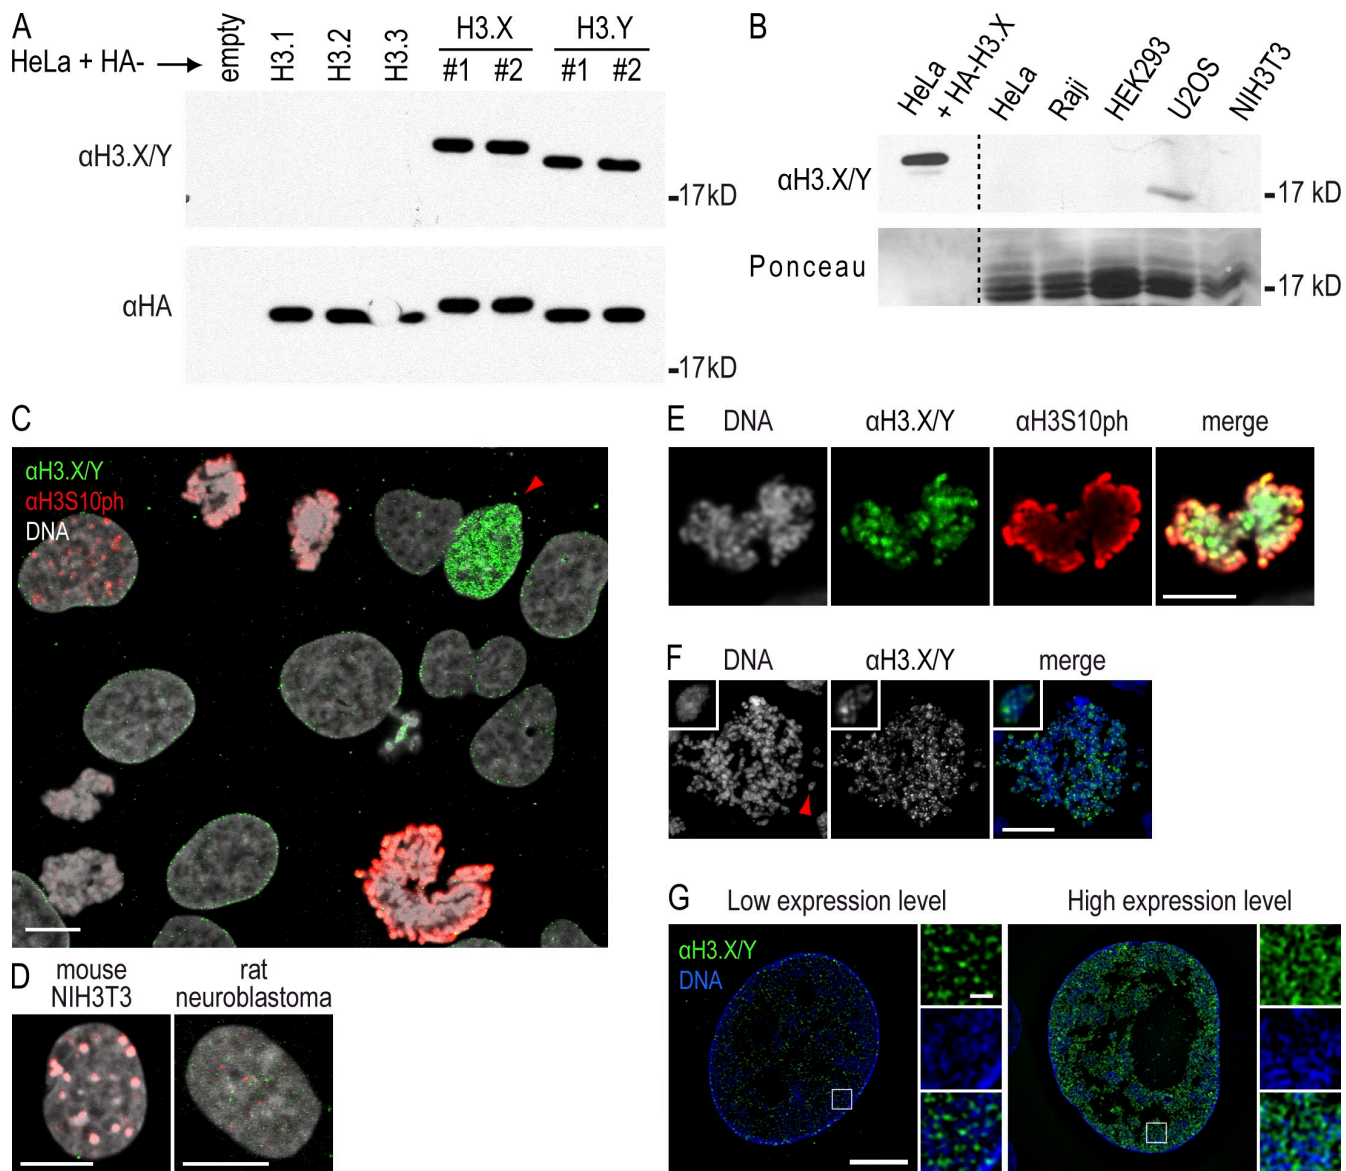 A
HeLa + HA-
empty
H3.1
H3.2
H3.3
H3.X
H3.Y
#1
#2
#1
#2
αH3.X/Y
-17kD
αHA
-17kD
B
HeLa
+ HA-H3.X
HeLa
Raji
HEK293
U2OS
NIH3T3
αH3.X/Y
-17 kD
Ponceau
-17 kD
C
αH3.X/Y
αH3S10ph
DNA
D
mouse
NIH3T3
rat
neuroblastoma
E
DNA
αH3.X/Y
αH3S10ph
merge
F
DNA
αH3.X/Y
merge
G
Low expression level
High expression level
αH3.X/Y
DNA